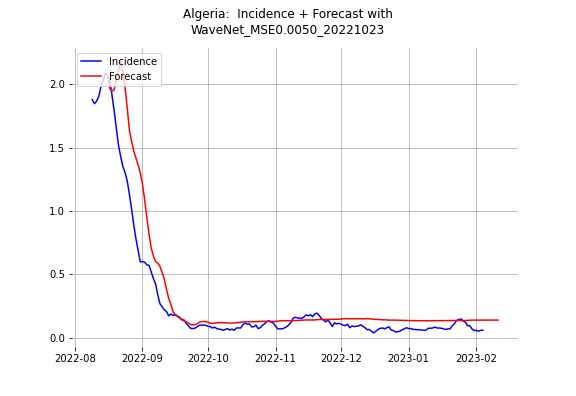 Algeria:  Incidence + Forecast with
WaveNet_MSE0.0050_20221023
Incidence
Forecast
2.0
1.5
1.0
0.5
0.0
2022-08 2022-09 2022-10 2022-11 2022-12 2023-01 2023-02